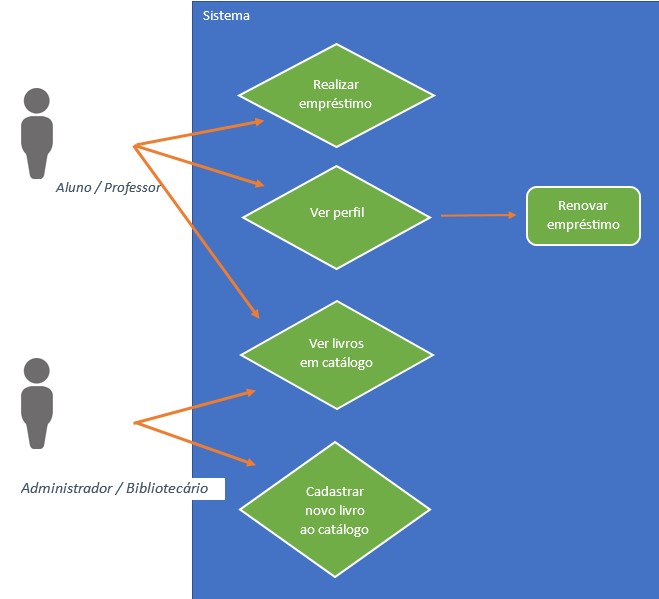 Sistema
Realizar
empréstimo
Aluno / Professor
Ver perfil
Renovar
empréstimo
Ver livros
em catálogo
Administrador / Bibliotecário
Cadastrar
novo livro
ao catálogo